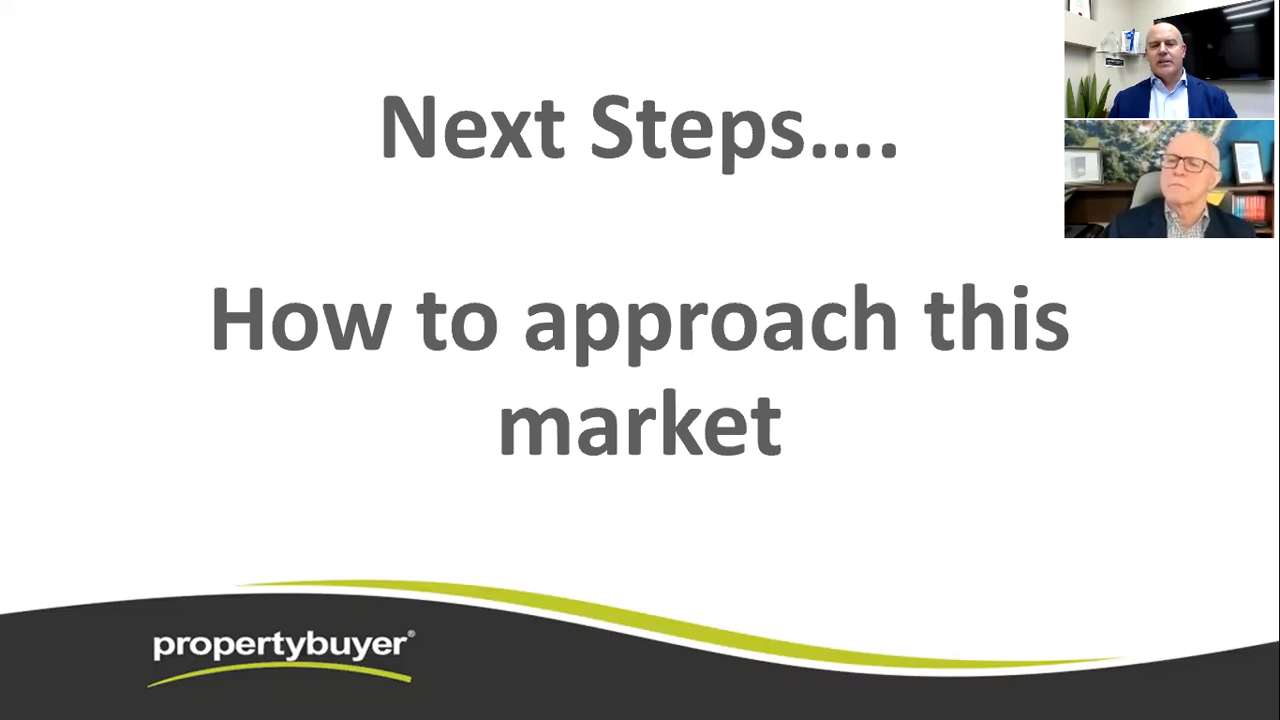 Next Steps....
How to approach this
market
propertybuyer®